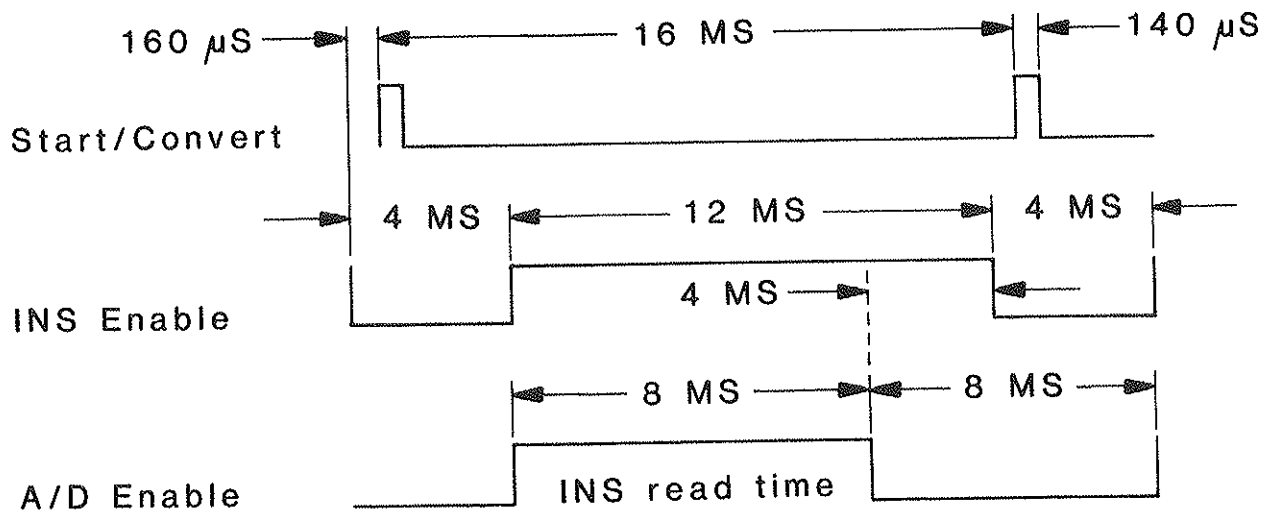 160 μS
16 MS
140 μS
Start/Convert
4 MS
12 MS
4 MS
4 MS
INS Enable
8 MS
8 MS
A/D Enable
INS read time